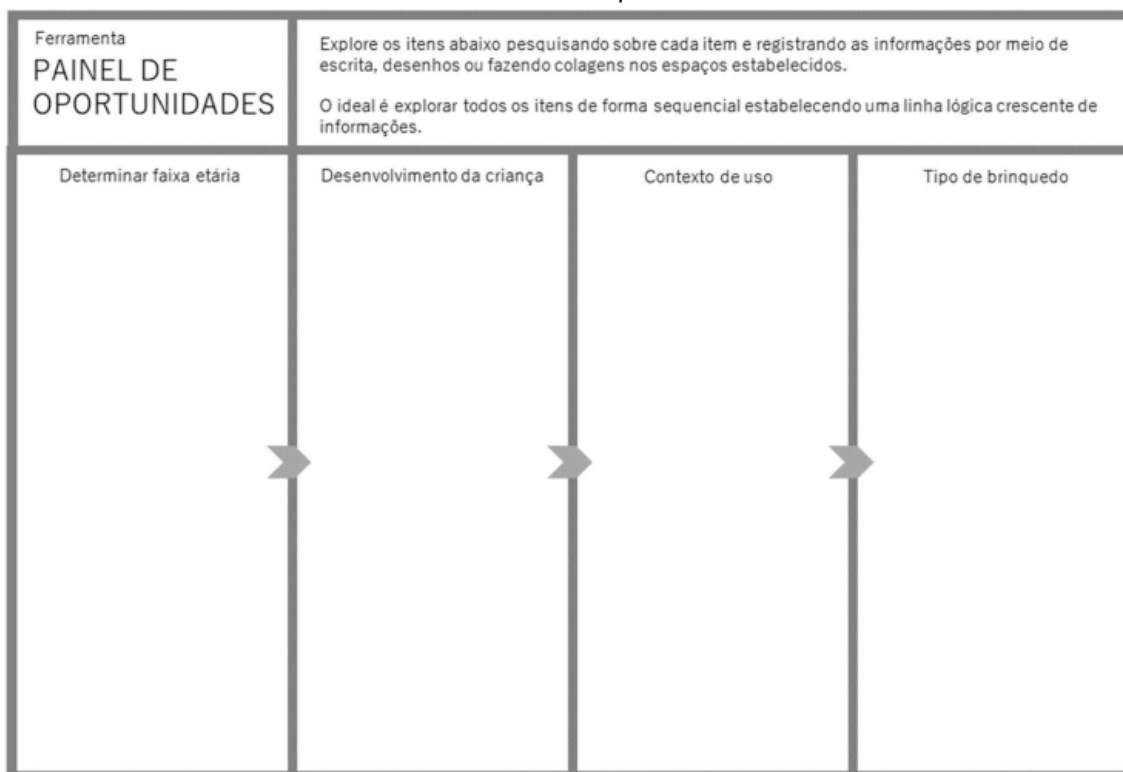 Ferramenta
PAINEL DE
OPORTUNIDADES
Explore os itens abaixo pesquisando sobre cada item e registrando as informações por meio de
escrita, desenhos ou fazendo colagens nos espaços estabelecidos.
O ideal é explorar todos os itens de forma sequencial estabelecendo uma linha lógica crescente de
informações.
Determinar faixa etária
Desenvolvimento da criança
Contexto de uso
Tipo de brinquedo